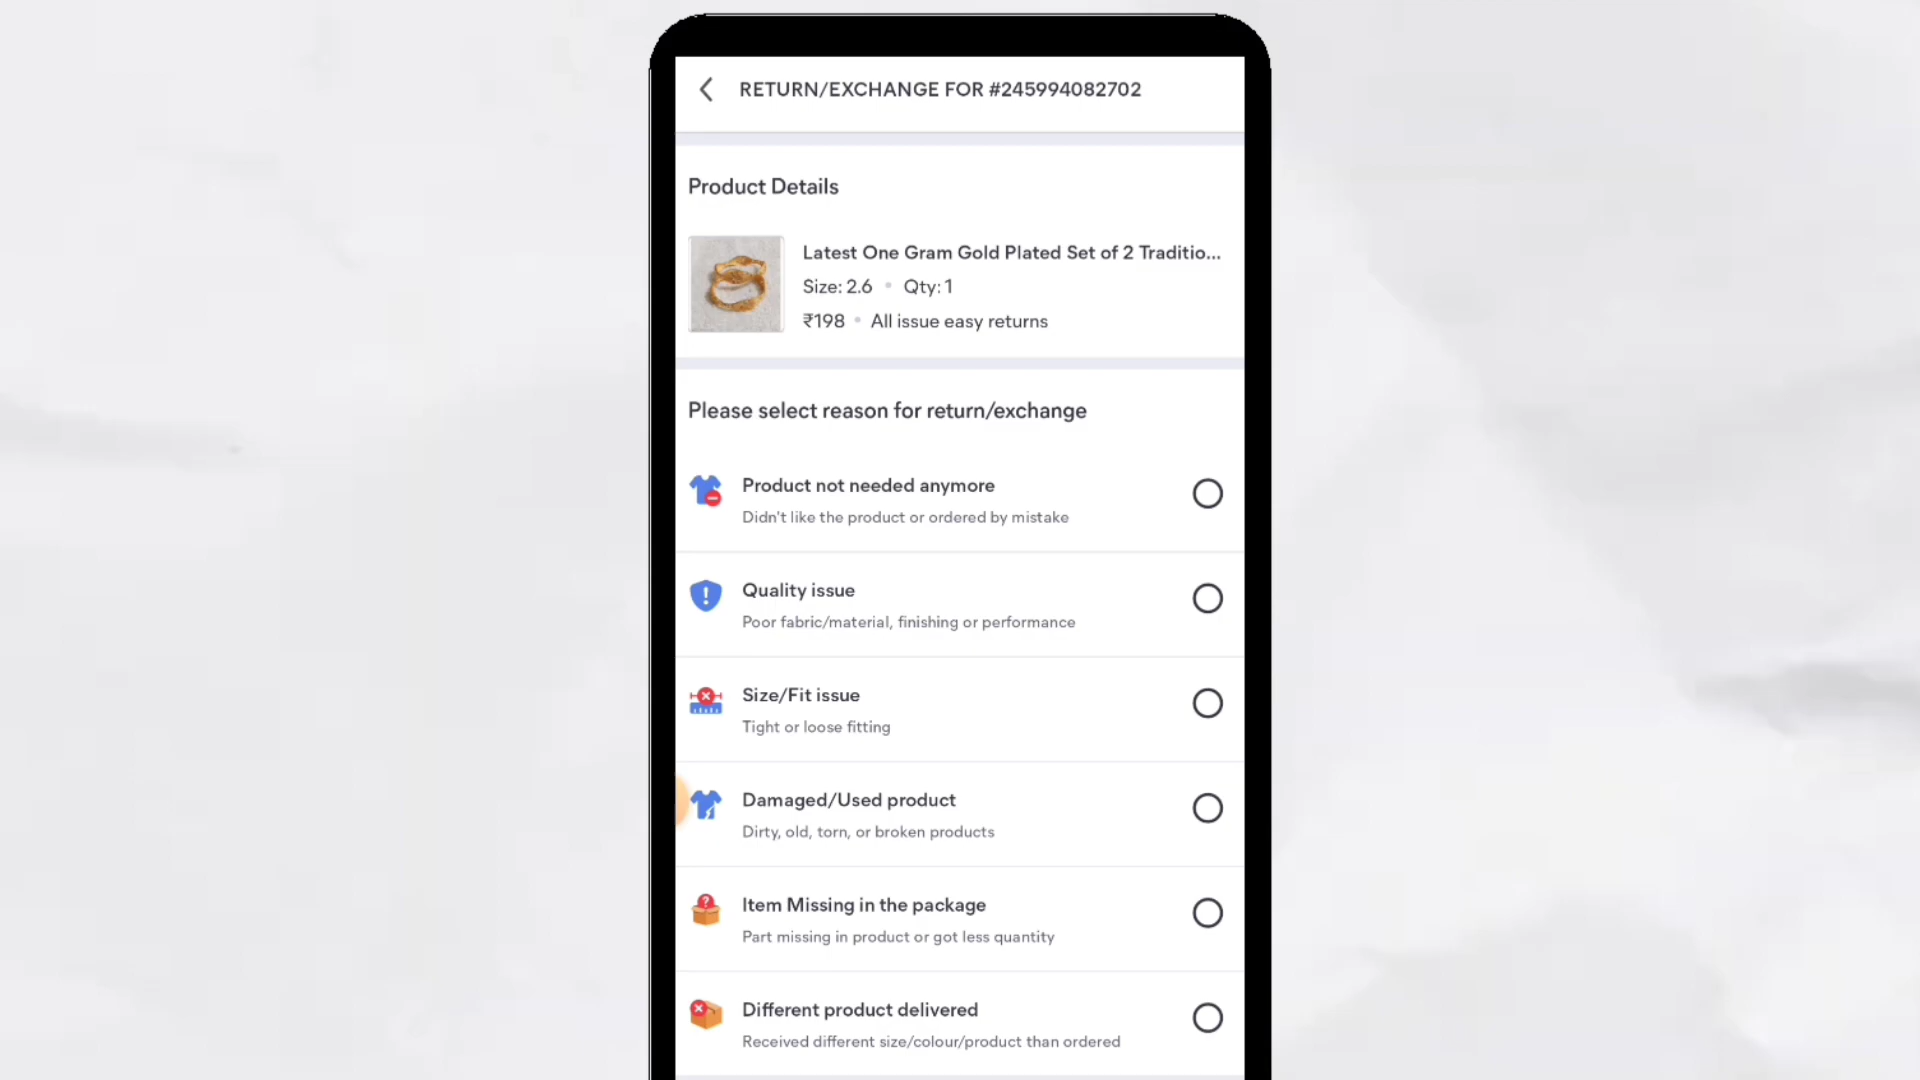 RETURN/EXCHANGE FOR #245994082702
Product Details
Latest One Gram Gold Plated Set of 2 Traditio...
Size: 2.6 • Qty: 1
₹198 • All issue easy returns
Please select reason for return/exchange
Product not needed anymore
Didn't like the product or ordered by mistake
Quality issue
Poor fabric/material, finishing or performance
Size/Fit issue
Tight or loose fitting
Damaged/Used product
Dirty, old, torn, or broken products
Item Missing in the package
Part missing in product or got less quantity
Different product delivered
Received different size/colour/product than ordered